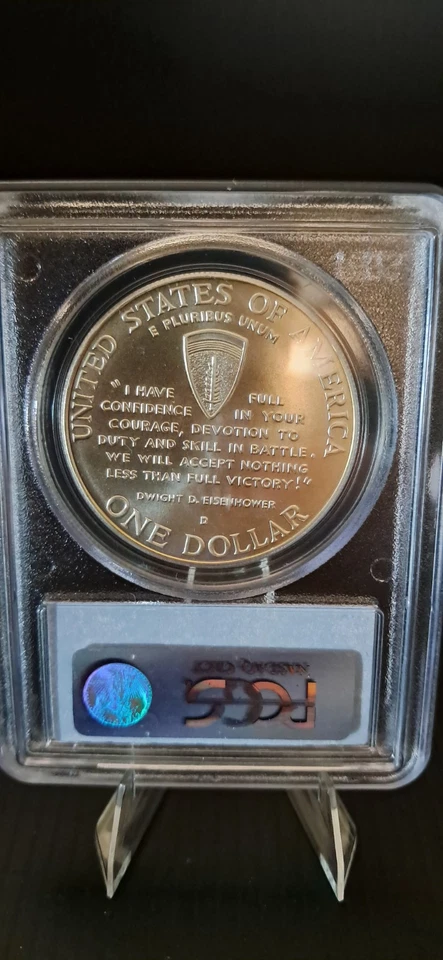 UNITED STATES OF AMERICA
E PLURIBUS UNUM
"I HAVE FULL
CONFIDENCE IN YOUR
COURAGE, DEVOTION TO
DUTY AND SKILL IN BATTLE.
WE WILL ACCEPT NOTHING
LESS THAN FULL VICTORY!"
DWIGHT D. EISENHOWER
D
ONE DOLLAR
PCGS